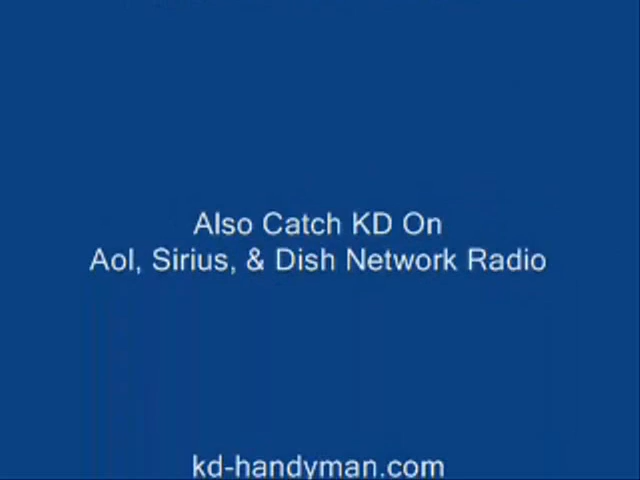 Also Catch KD On
Aol, Sirius, & Dish Network Radio
kd-handyman.com